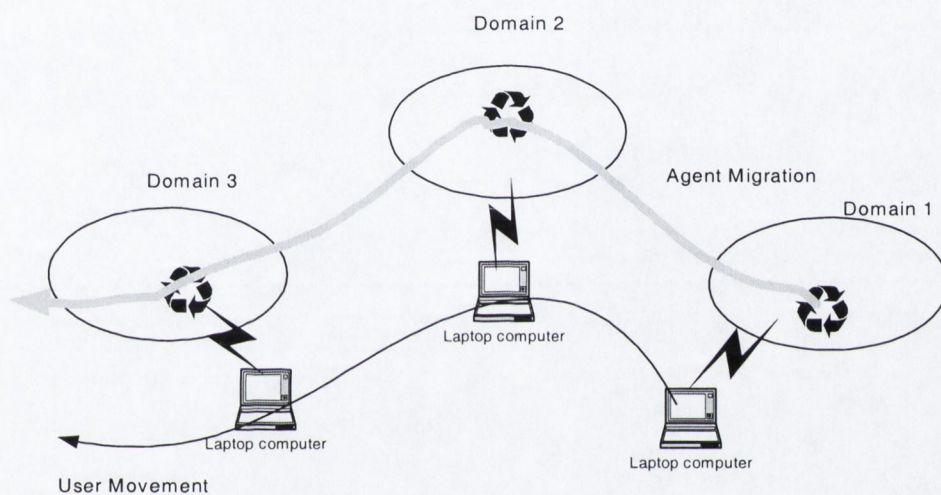 Domain 2
Domain 3
Agent Migration
Domain 1
Laptop computer
Laptop computer
Laptop computer
User Movement